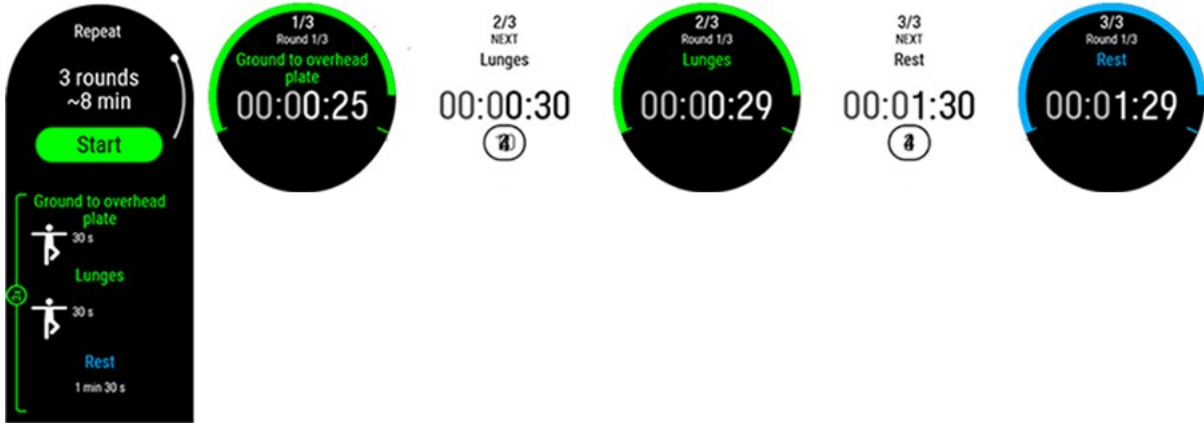 Repeat
3 rounds
~8 min
Start
Ground to overhead
plate
30 s
Lunges
30 s
Rest
1 min 30 s
1/3
Round 1/3
Ground to overhead
plate
00:00:25
2/3
NEXT
Lunges
00:00:30
2/3
Round 1/3
Lunges
00:00:29
3/3
NEXT
Rest
00:01:30
3/3
Round 1/3
Rest
00:01:29